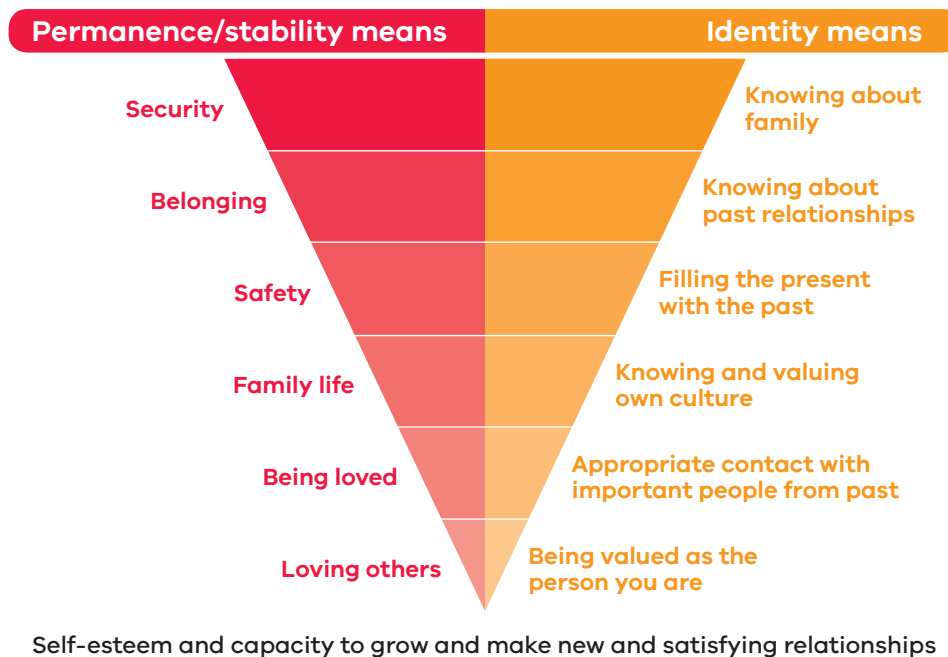 Permanence/stability means
Identity means
Security
Knowing about
family
Belonging
Knowing about
past relationships
Safety
Filling the present
with the past
Family life
Knowing and valuing
own culture
Being loved
Appropriate contact with
important people from past
Loving others
Being valued as the
person you are
Self-esteem and capacity to grow and make new and satisfying relationships